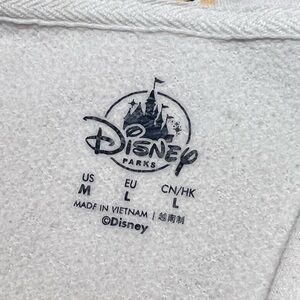 Disney
PARKS
US EU CN/HK
M L L
MADE IN VIETNAM | 越南制
©Disney